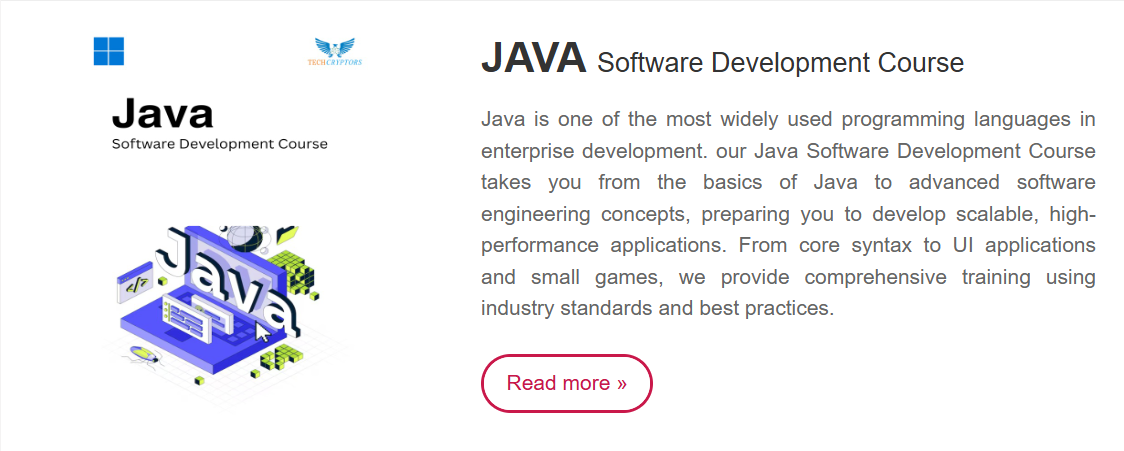 TECHCRYPTORS
Java
Software Development Course
Java
</>
JAVA Software Development Course
Java is one of the most widely used programming languages in
enterprise development. our Java Software Development Course
takes you from the basics of Java to advanced software
engineering concepts, preparing you to develop scalable, high-
performance applications. From core syntax to UI applications
and small games, we provide comprehensive training using
industry standards and best practices.
Read more »